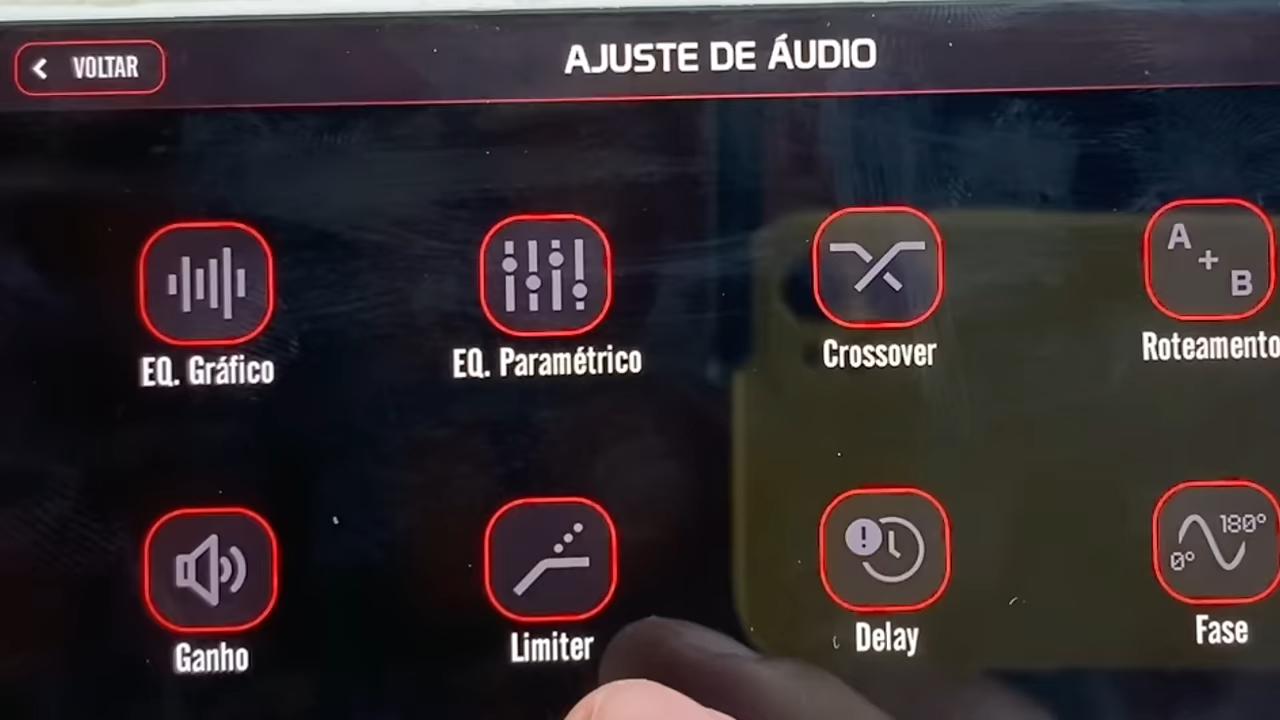 VOLTAR
AJUSTE DE ÁUDIO
A
+
B
EQ. Gráfico
EQ. Paramétrico
Crossover
Roteamento
!
180°
0°
Ganho
Limiter
Delay
Fase